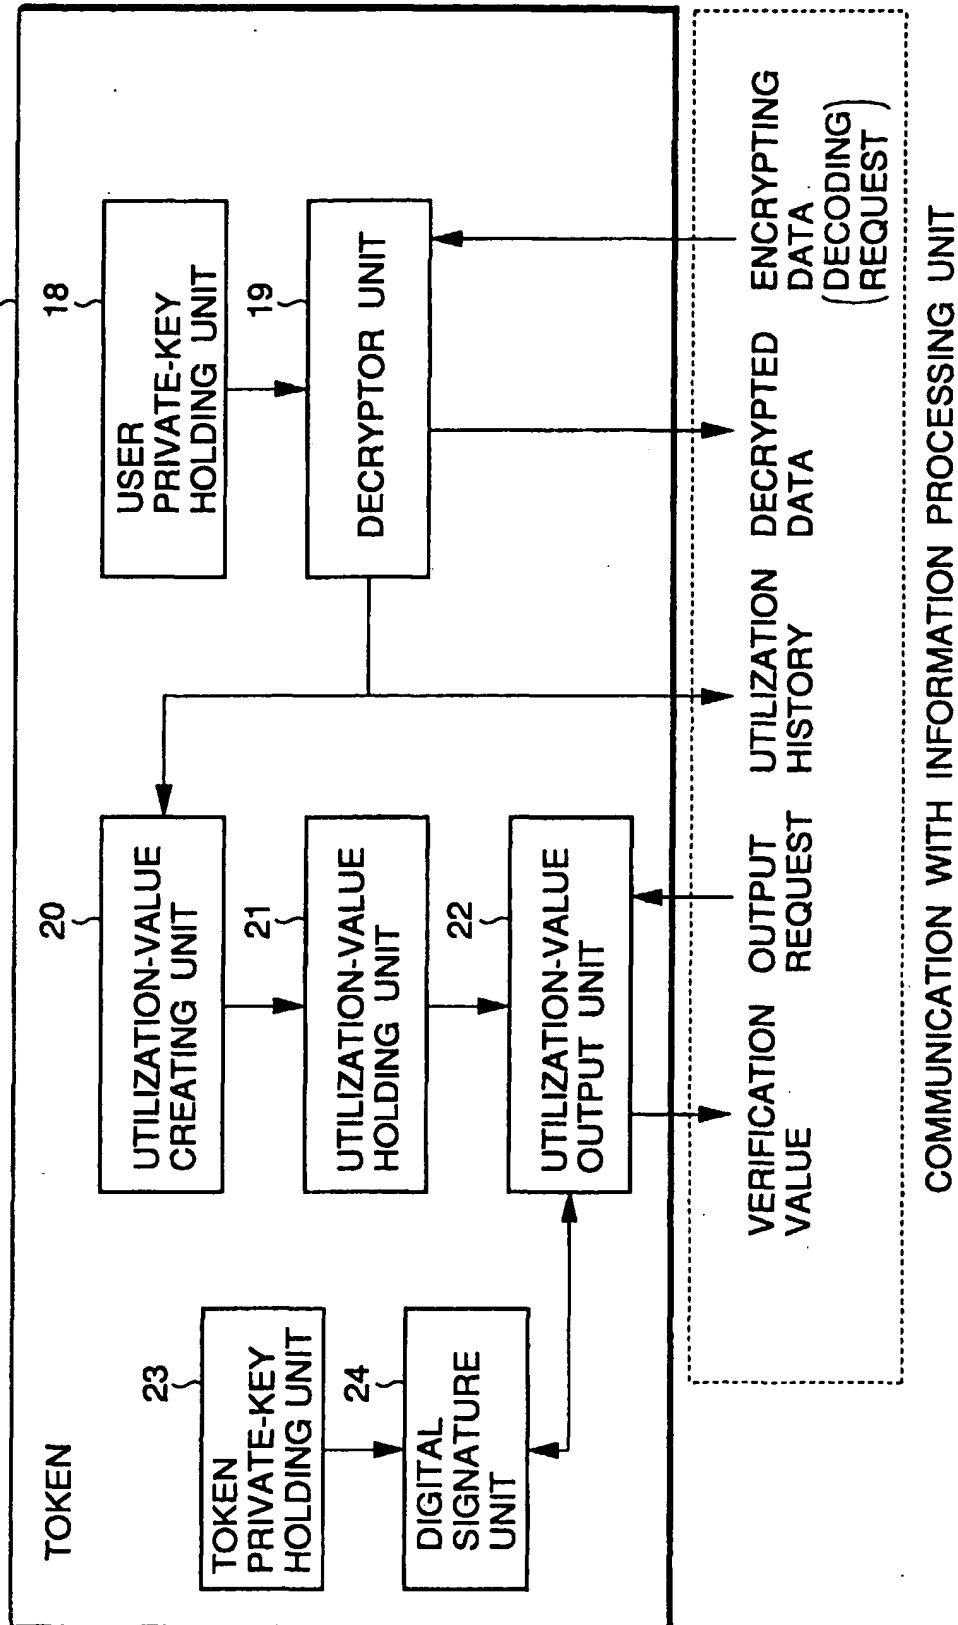 TOKEN
23
TOKEN
PRIVATE-KEY
HOLDING UNIT
24
DIGITAL
SIGNATURE
UNIT
20
UTILIZATION-VALUE
CREATING UNIT
21
UTILIZATION-VALUE
HOLDING UNIT
22
UTILIZATION-VALUE
OUTPUT UNIT
18
USER
PRIVATE-KEY
HOLDING UNIT
19
DECRYPTOR UNIT
VERIFICATION
VALUE
OUTPUT
REQUEST
UTILIZATION
HISTORY
DECRYPTED
DATA
ENCRYPTING
DATA
(DECODING
REQUEST)
COMMUNICATION WITH INFORMATION PROCESSING UNIT